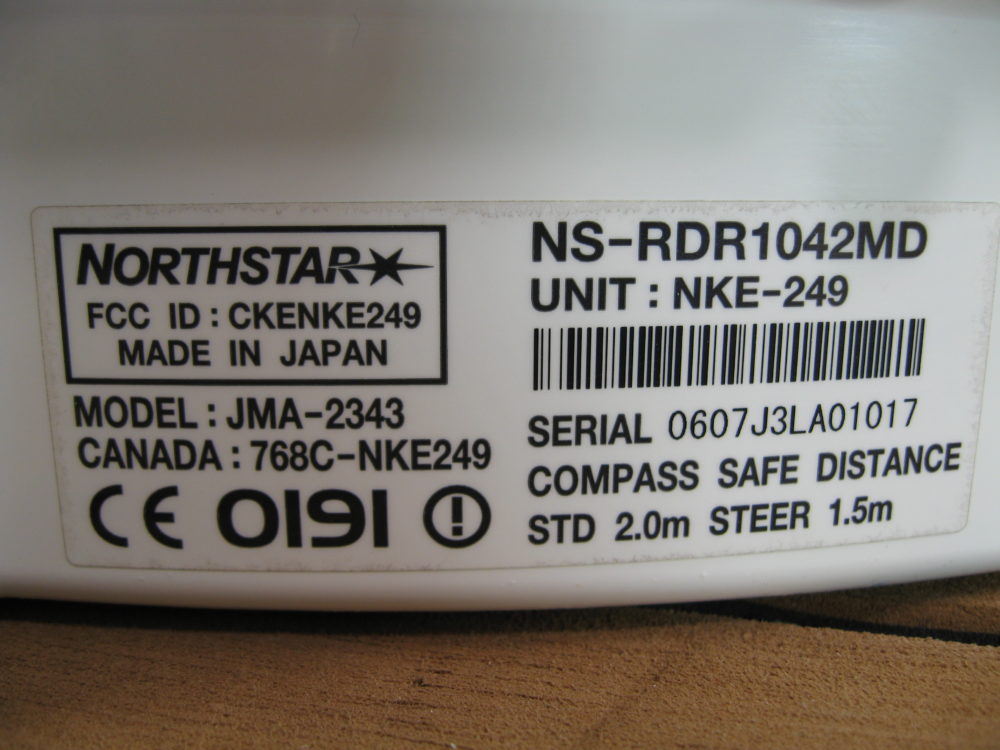 NORTHSTAR
FCC ID : CKENKE249
MADE IN JAPAN
MODEL : JMA-2343
CANADA : 768C-NKE249
CE 0191 !
NS-RDR1042MD
UNIT : NKE-249
SERIAL 0607J3LA01017
COMPASS SAFE DISTANCE
STD 2.0m STEER 1.5m